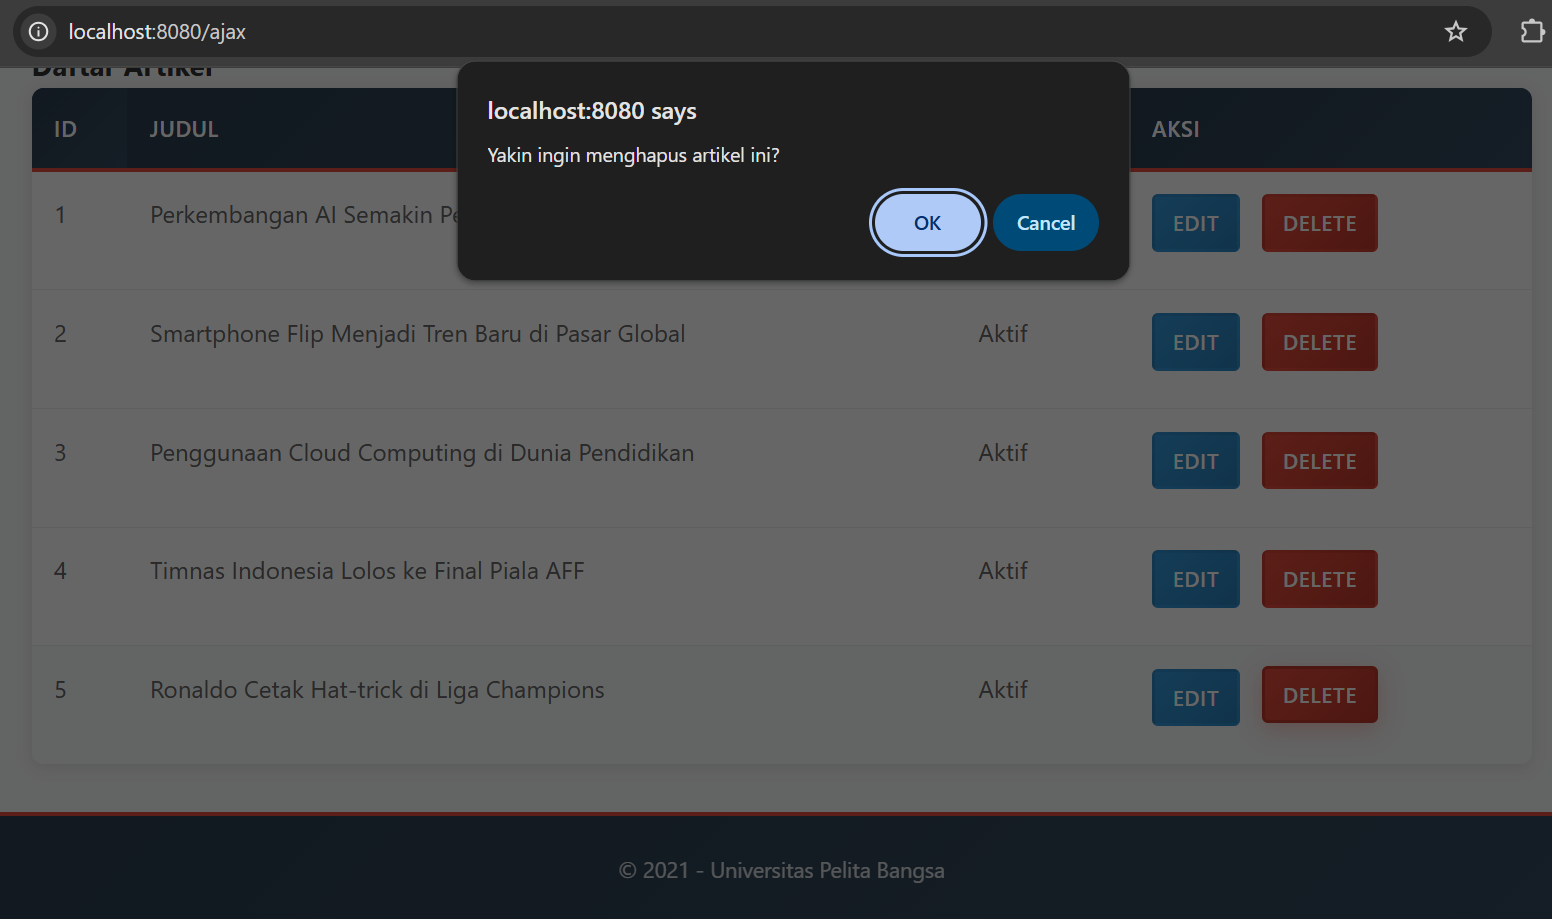 localhost:8080/ajax
Daftar Artikel
localhost:8080 says
Yakin ingin menghapus artikel ini?
OK Cancel
ID JUDUL AKSI
1 Perkembangan AI Semakin EDIT DELETE
2 Smartphone Flip Menjadi Tren Baru di Pasar Global Aktif EDIT DELETE
3 Penggunaan Cloud Computing di Dunia Pendidikan Aktif EDIT DELETE
4 Timnas Indonesia Lolos ke Final Piala AFF Aktif EDIT DELETE
5 Ronaldo Cetak Hat-trick di Liga Champions Aktif EDIT DELETE
© 2021 - Universitas Pelita Bangsa